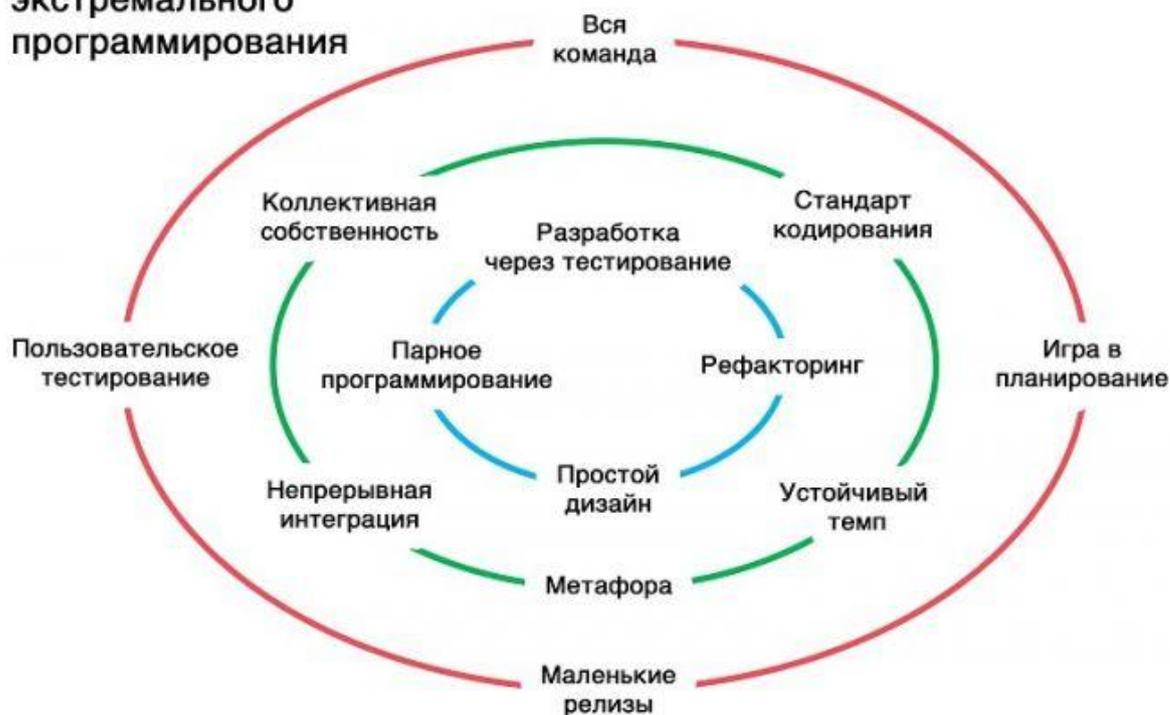 экстремального
программирования
Вся
команда
Коллективная
собственность
Стандарт
кодирования
Разработка
через тестирование
Пользовательское
тестирование
Парное
программирование
Рефакторинг
Игра в
планирование
Непрерывная
интеграция
Простой
дизайн
Устойчивый
темп
Метафора
Маленькие
релизы